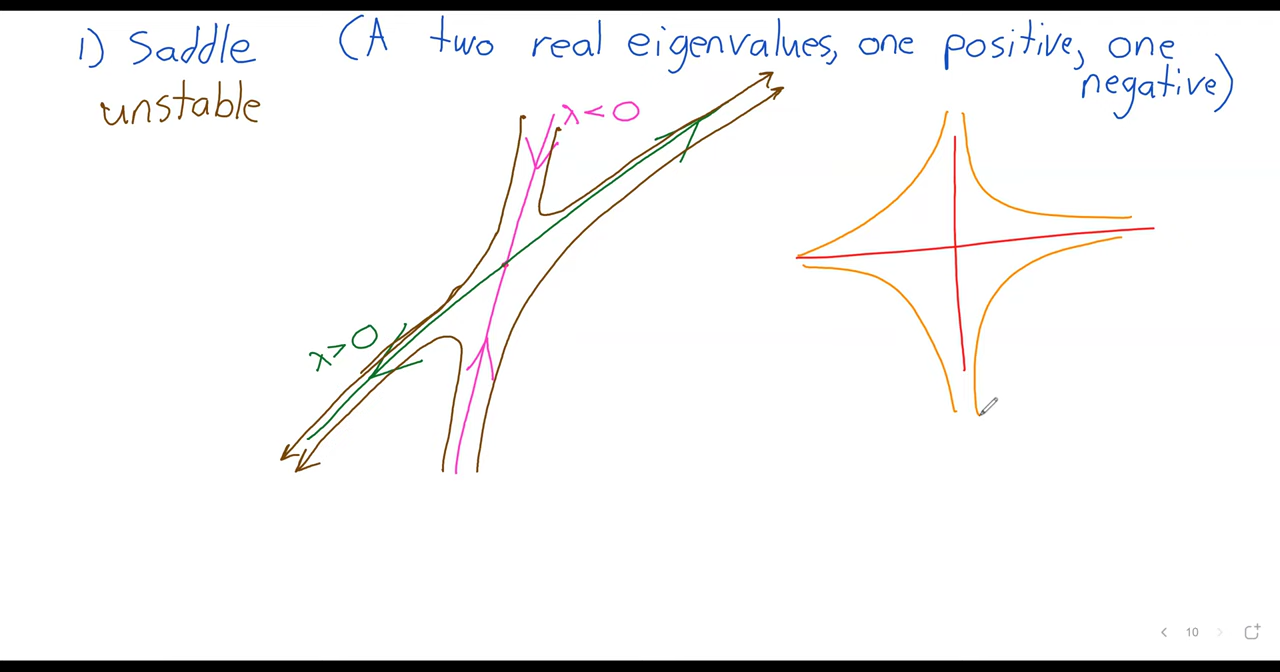 1) Saddle (A two real eigenvalues, one positive, one
negative)
unstable
λ<0
λ>0
10